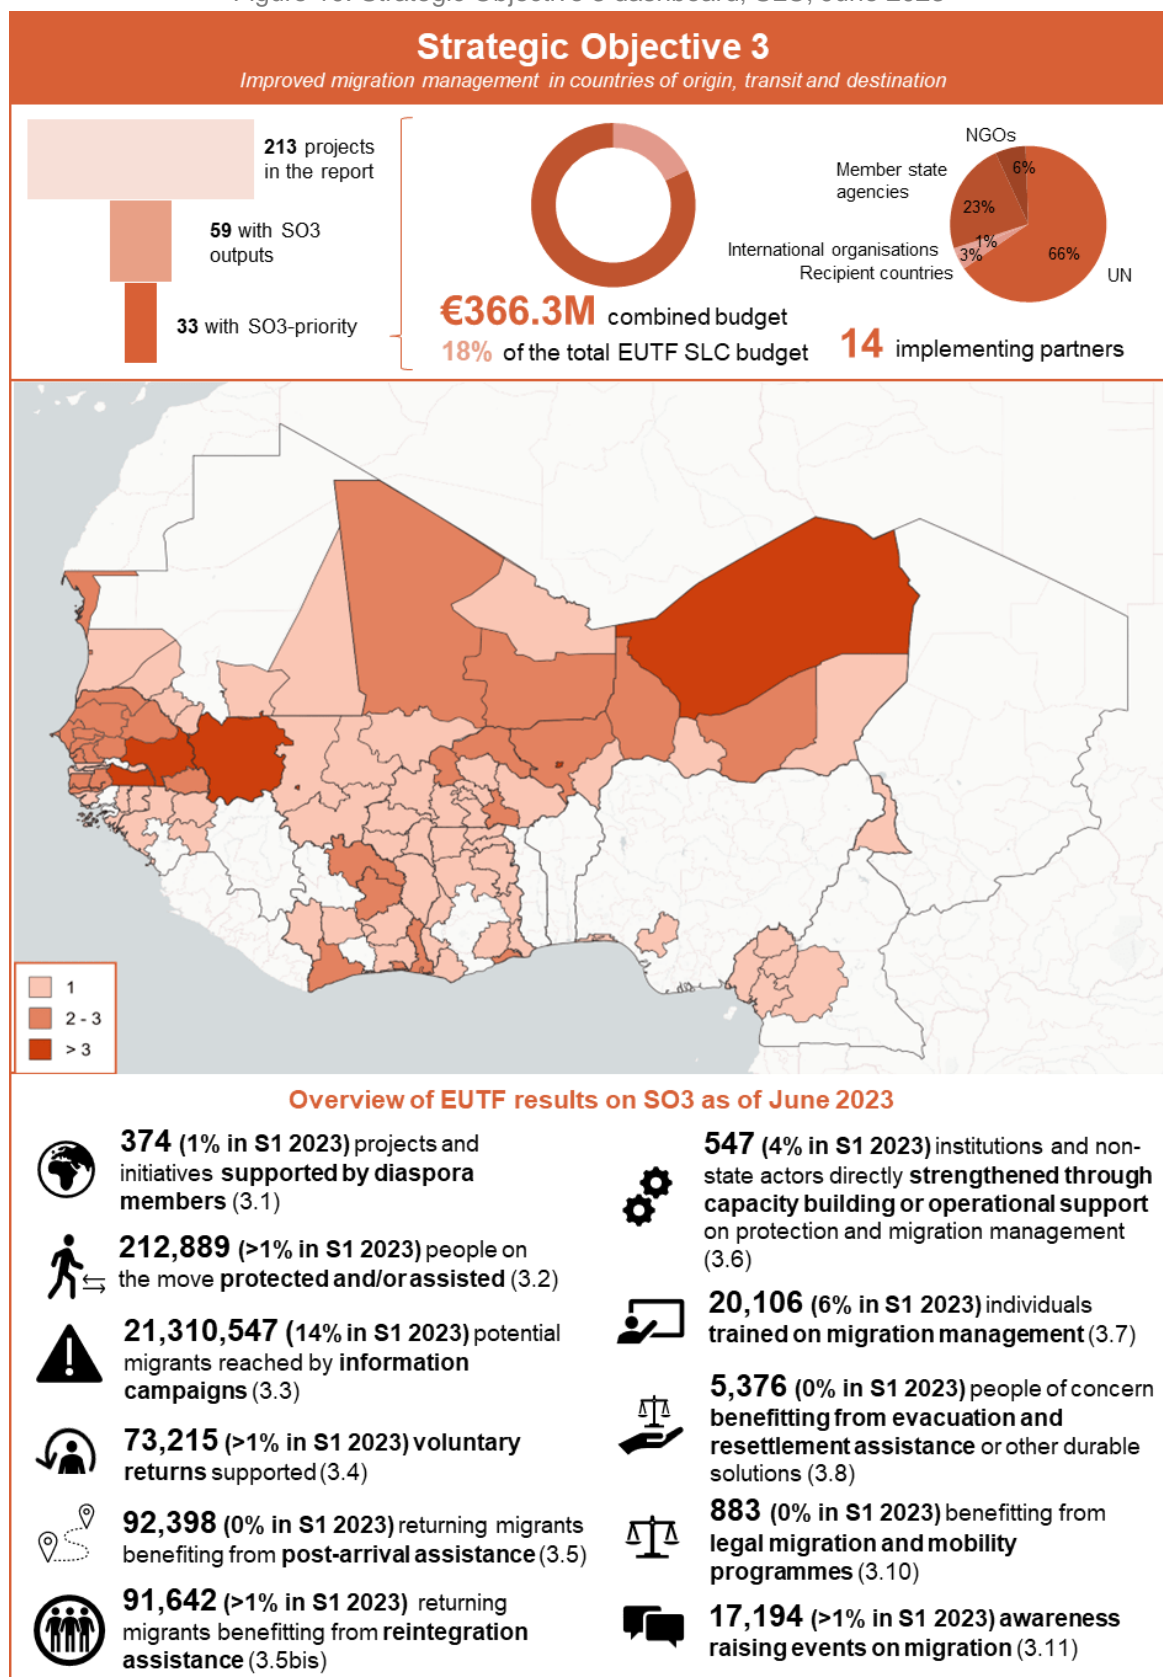 Figure 10: Strategic Objective 3 dashboard, SLC, June 2023
Strategic Objective 3
Improved migration management in countries of origin, transit and destination
213 projects
in the report
59 with SO3
outputs
33 with SO3-priority
€366.3M combined budget
18% of the total EUTF SLC budget
NGOs
6%
Member state
agencies
23%
International organisations
1%
Recipient countries
3%
66%
UN
14 implementing partners
1
2 - 3
> 3
Overview of EUTF results on SO3 as of June 2023
374 (1% in S1 2023) projects and
initiatives supported by diaspora
members (3.1)
212,889 (>1% in S1 2023) people on
the move protected and/or assisted (3.2)
21,310,547 (14% in S1 2023) potential
migrants reached by information
campaigns (3.3)
73,215 (>1% in S1 2023) voluntary
returns supported (3.4)
92,398 (0% in S1 2023) returning migrants
benefiting from post-arrival assistance (3.5)
91,642 (>1% in S1 2023) returning
migrants benefitting from reintegration
assistance (3.5bis)
547 (4% in S1 2023) institutions and non-
state actors directly strengthened through
capacity building or operational support
on protection and migration management
(3.6)
20,106 (6% in S1 2023) individuals
trained on migration management (3.7)
5,376 (0% in S1 2023) people of concern
benefitting from evacuation and
resettlement assistance or other durable
solutions (3.8)
883 (0% in S1 2023) benefitting from
legal migration and mobility
programmes (3.10)
17,194 (>1% in S1 2023) awareness
raising events on migration (3.11)